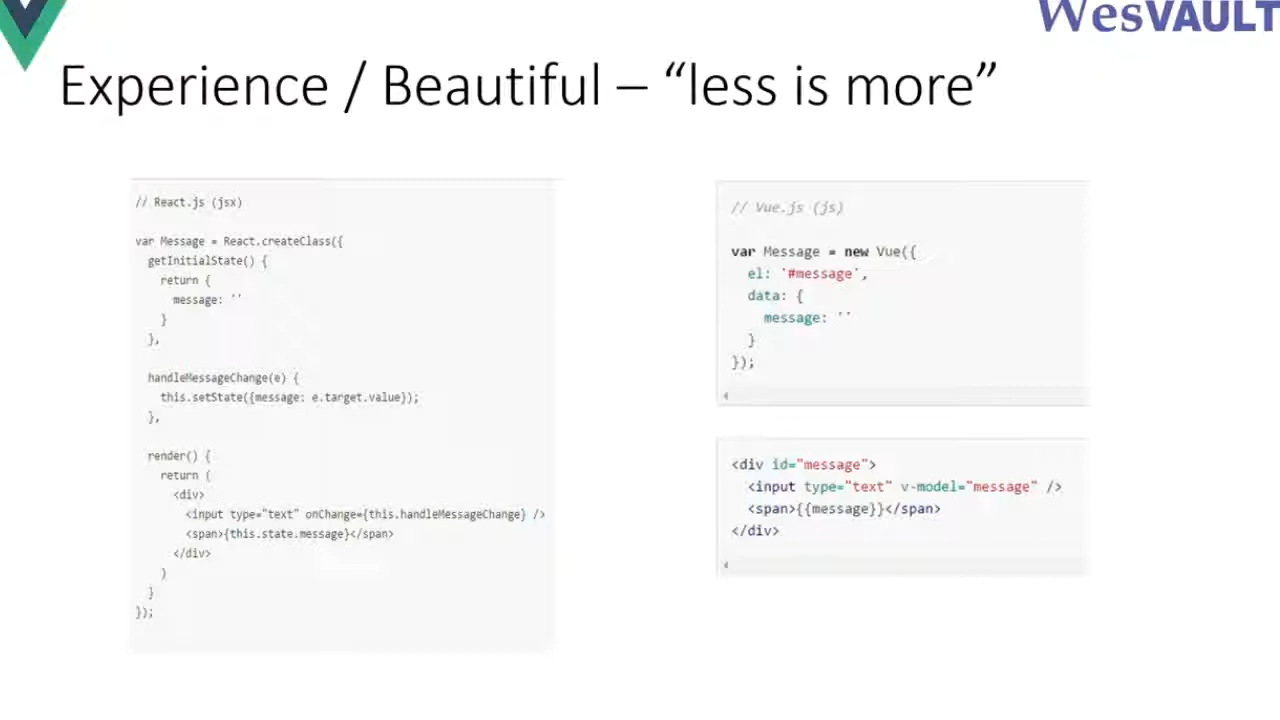 WesVAULT
Experience / Beautiful – “less is more”
// React.js (jsx)
var Message = React.createClass({
  getInitialState() {
    return {
      message: ''
    }
  },
  handleMessageChange(e) {
    this.setState({message: e.target.value});
  },
  render() {
    return (
      <div>
        <input type="text" onChange={this.handleMessageChange} />
        <span>{this.state.message}</span>
      </div>
    )
  }
});
// Vue.js (js)
var Message = new Vue({
  el: '#message',
  data: {
    message: ''
  }
});
<div id="message">
  <input type="text" v-model="message" />
  <span>{{message}}</span>
</div>